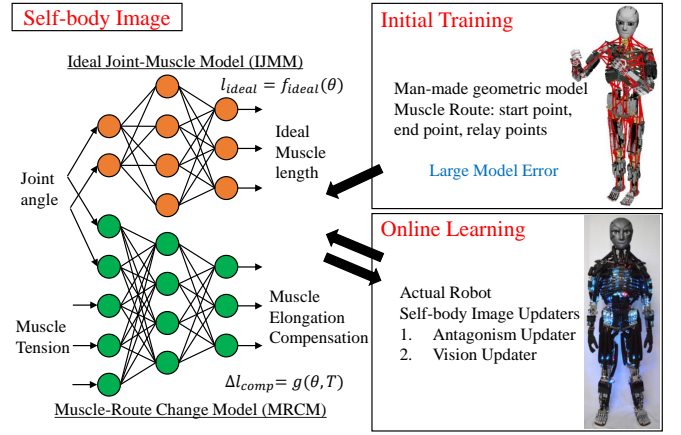 Self-body Image
Ideal Joint-Muscle Model (IJMM)
l_ideal = f_ideal(θ)
Ideal
Muscle
length
Joint
angle
Muscle
Tension
Muscle
Elongation
Compensation
Δl_comp = g(θ,T)
Muscle-Route Change Model (MRCM)
Initial Training
Man-made geometric model
Muscle Route: start point,
end point, relay points
Large Model Error
Online Learning
Actual Robot
Self-body Image Updaters
1. Antagonism Updater
2. Vision Updater